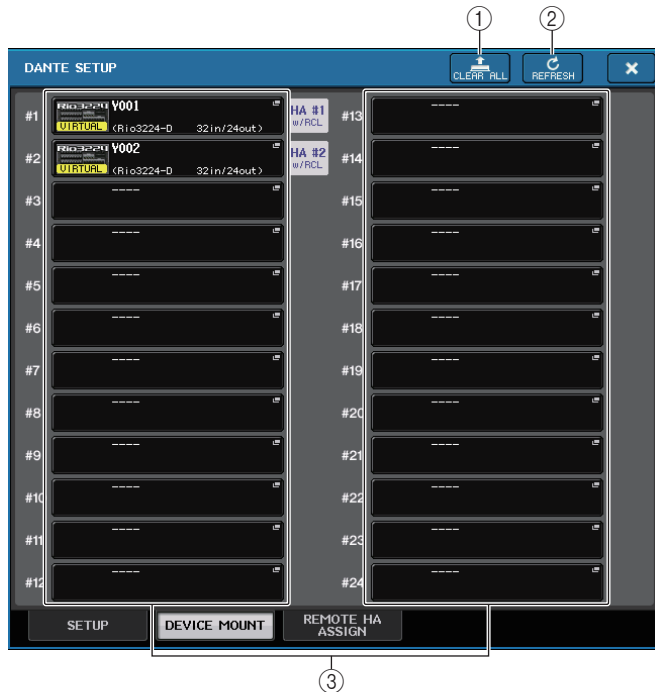 ① ②
DANTE SETUP CLEAR ALL REFRESH ×
#1 Rio3224 Y001 HA #1 #13 ----
VIRTUAL (Rio3224-D 32in/24out) w/RCL
#2 Rio3224 Y002 HA #2 #14 ----
VIRTUAL (Rio3224-D 32in/24out) w/RCL
#3 ---- #15 ----
#4 ---- #16 ----
#5 ---- #17 ----
#6 ---- #18 ----
#7 ---- #19 ----
#8 ---- #20 ----
#9 ---- #21 ----
#10 ---- #22 ----
#11 ---- #23 ----
#12 ---- #24 ----
SETUP DEVICE MOUNT REMOTE HA
ASSIGN
③